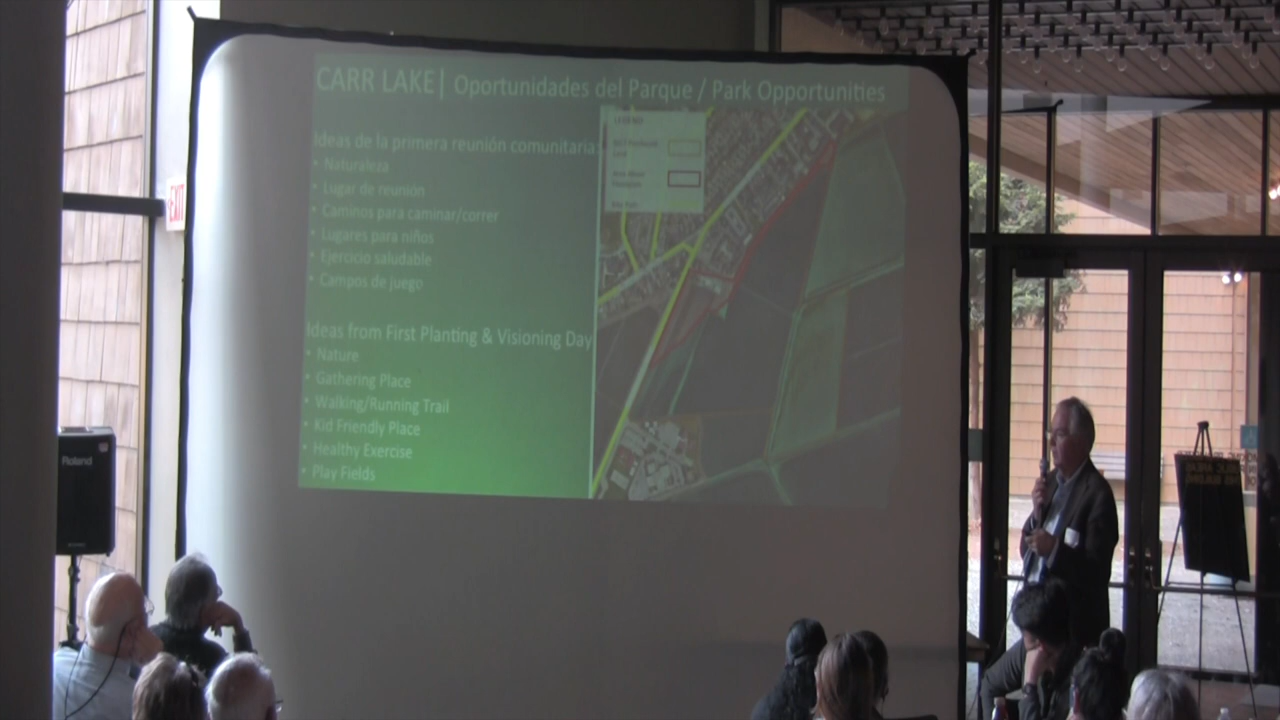 CARR LAKE| Oportunidades del Parque / Park Opportunities
Ideas de la primera reunión comunitaria:
• Naturaleza
• Lugar de reunión
• Caminos para caminar/correr
• Lugares para niños
• Ejercicio saludable
• Campos de juego
Ideas from First Planting & Visioning Day
• Nature
• Gathering Place
• Walking/Running Trail
• Kid Friendly Place
• Healthy Exercise
• Play Fields
LEGEND
EXIT
Roland